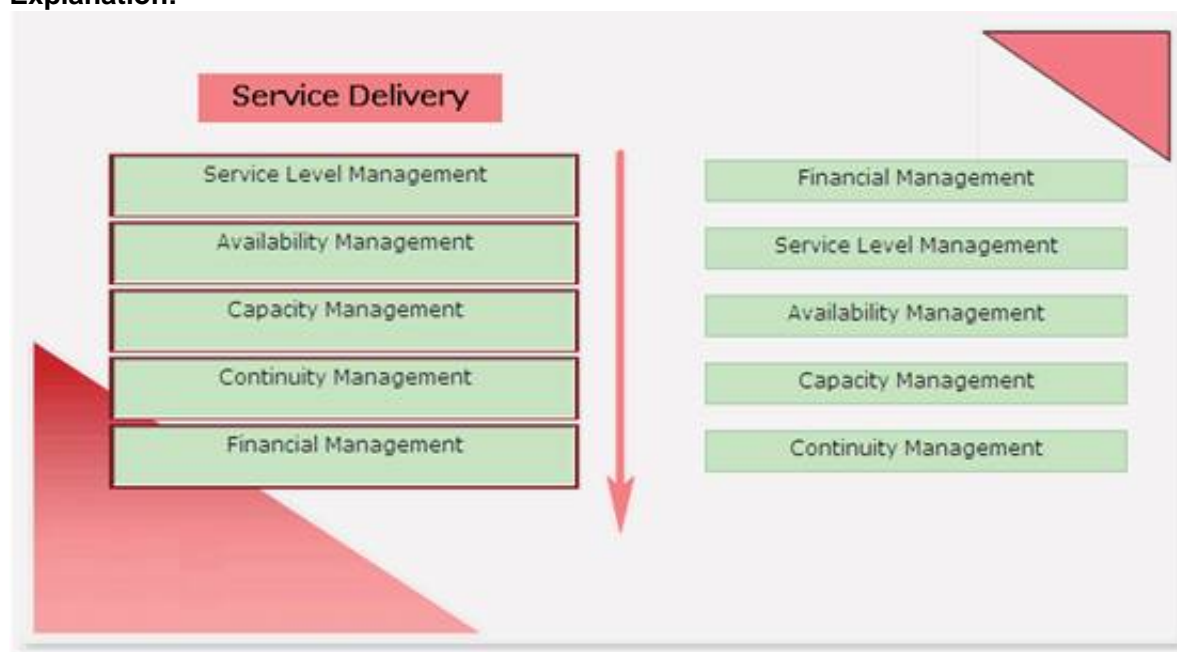 Explanation:
Service Delivery
Service Level Management
Availability Management
Capacity Management
Continuity Management
Financial Management
Financial Management
Service Level Management
Availability Management
Capacity Management
Continuity Management